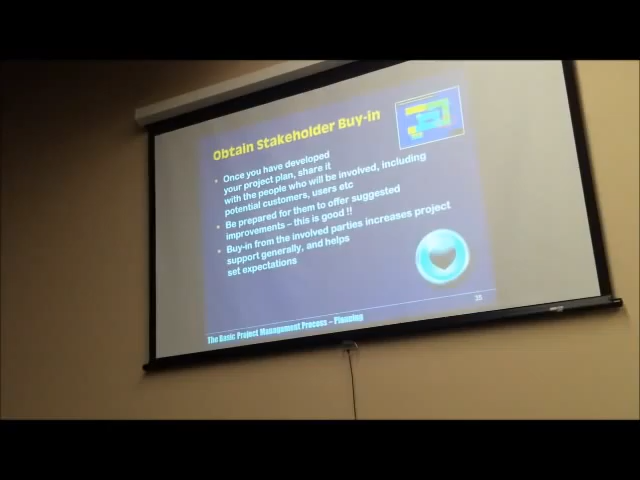 Obtain Stakeholder Buy-in
• Once you have developed
your project plan, share it
with the people who will be involved, including
potential customers, users etc
• Be prepared for them to offer suggested
improvements – this is good !!
• Buy-in from the involved parties increases project
support generally, and helps
set expectations
The Basic Project Management Process – Planning